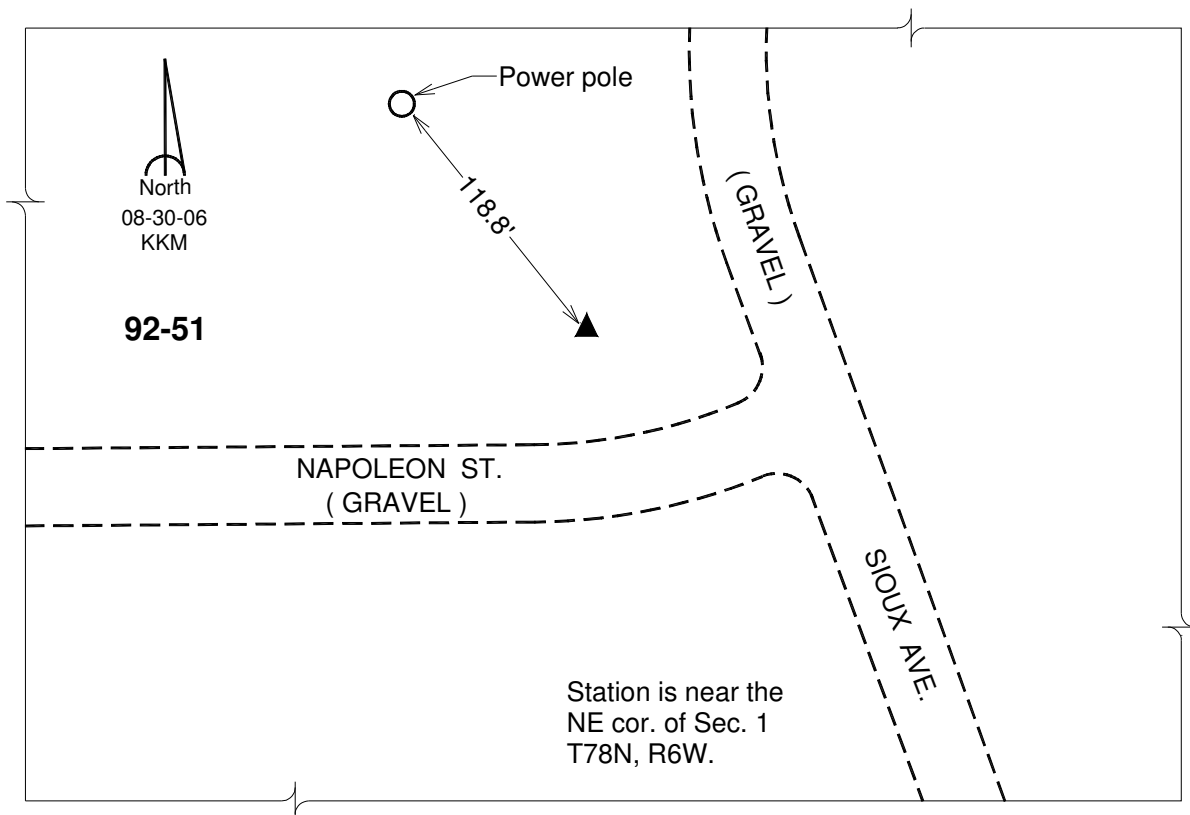 Power pole
North
08-30-06
KKM
118.8'
( GRAVEL )
92-51
NAPOLEON ST.
( GRAVEL )
SIOUX AVE.
Station is near the
NE cor. of Sec. 1
T78N, R6W.